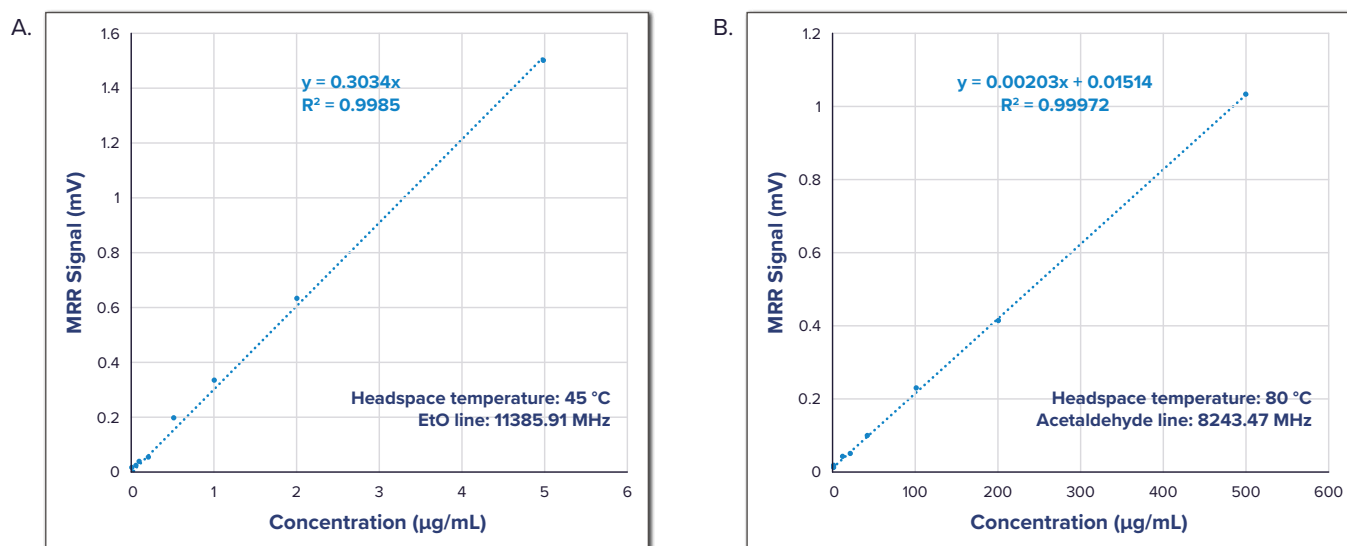 A.
1.6
1.4
1.2
1
0.8
0.6
0.4
0.2
0
MRR Signal (mV)
y = 0.3034x
R² = 0.9985
Headspace temperature: 45 °C
EtO line: 11385.91 MHz
0 1 2 3 4 5 6
Concentration (µg/mL)
B.
1.2
1
0.8
0.6
0.4
0.2
0
MRR Signal (mV)
y = 0.00203x + 0.01514
R² = 0.99972
Headspace temperature: 80 °C
Acetaldehyde line: 8243.47 MHz
0 100 200 300 400 500 600
Concentration (µg/mL)